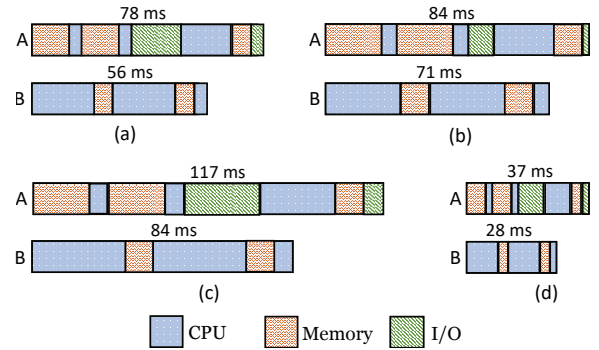 78 ms
A
56 ms
B
(a)
84 ms
A
71 ms
B
(b)
117 ms
A
84 ms
B
(c)
37 ms
A
28 ms
B
(d)
CPU
Memory
I/O